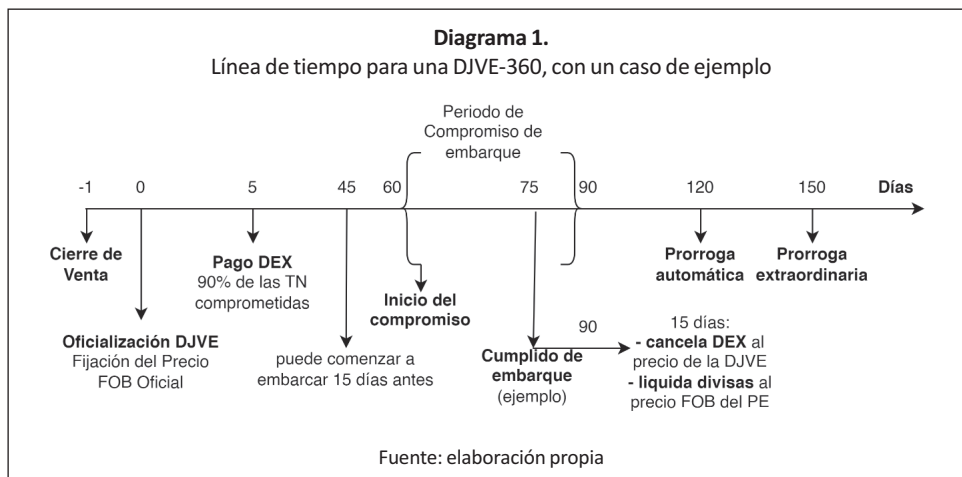 Diagrama 1.
Línea de tiempo para una DJVE-360, con un caso de ejemplo
Periodo de
Compromiso de
embarque
-1 0 5 45 60 75 90 120 150 Días
Cierre de
Venta
Oficialización DJVE
Fijación del Precio
FOB Oficial
Pago DEX
90% de las TN
comprometidas
puede comenzar a
embarcar 15 días antes
Inicio del
compromiso
Cumplido de
embarque
(ejemplo)
90
15 días:
- cancela DEX al
precio de la DJVE
- liquida divisas al
precio FOB del PE
Prorroga
automática
Prorroga
extraordinaria
Fuente: elaboración propia